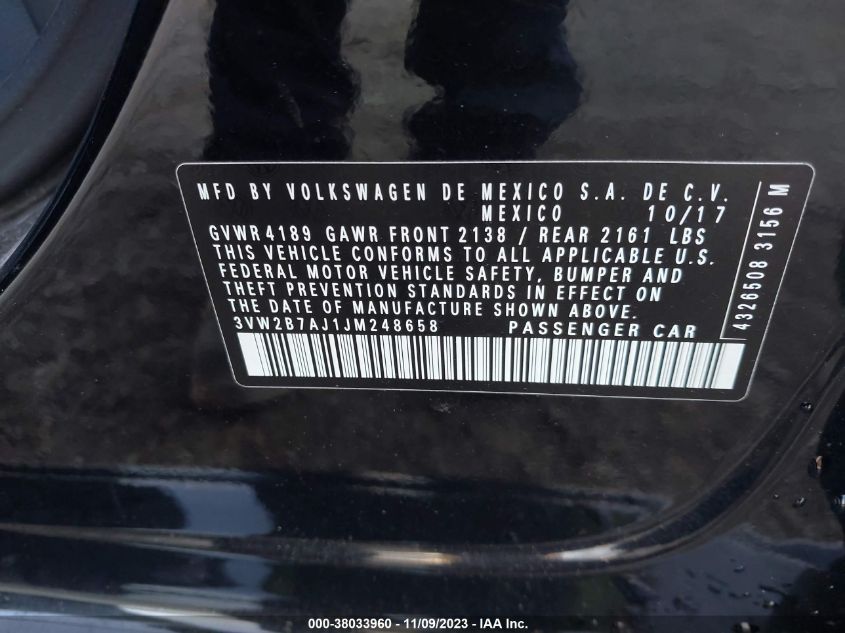 MFD BY VOLKSWAGEN DE MEXICO S.A. DE C.V.
MEXICO 10/17
GVWR 4189 GAWR FRONT 2138 / REAR 2161 LBS
THIS VEHICLE CONFORMS TO ALL APPLICABLE U.S.
FEDERAL MOTOR VEHICLE SAFETY, BUMPER AND
THEFT PREVENTION STANDARDS IN EFFECT ON
THE DATE OF MANUFACTURE SHOWN ABOVE.
3VW2B7AJ1JM248658 PASSENGER CAR
4326508 3156 M
000-38033960 - 11/09/2023 - IAA Inc.